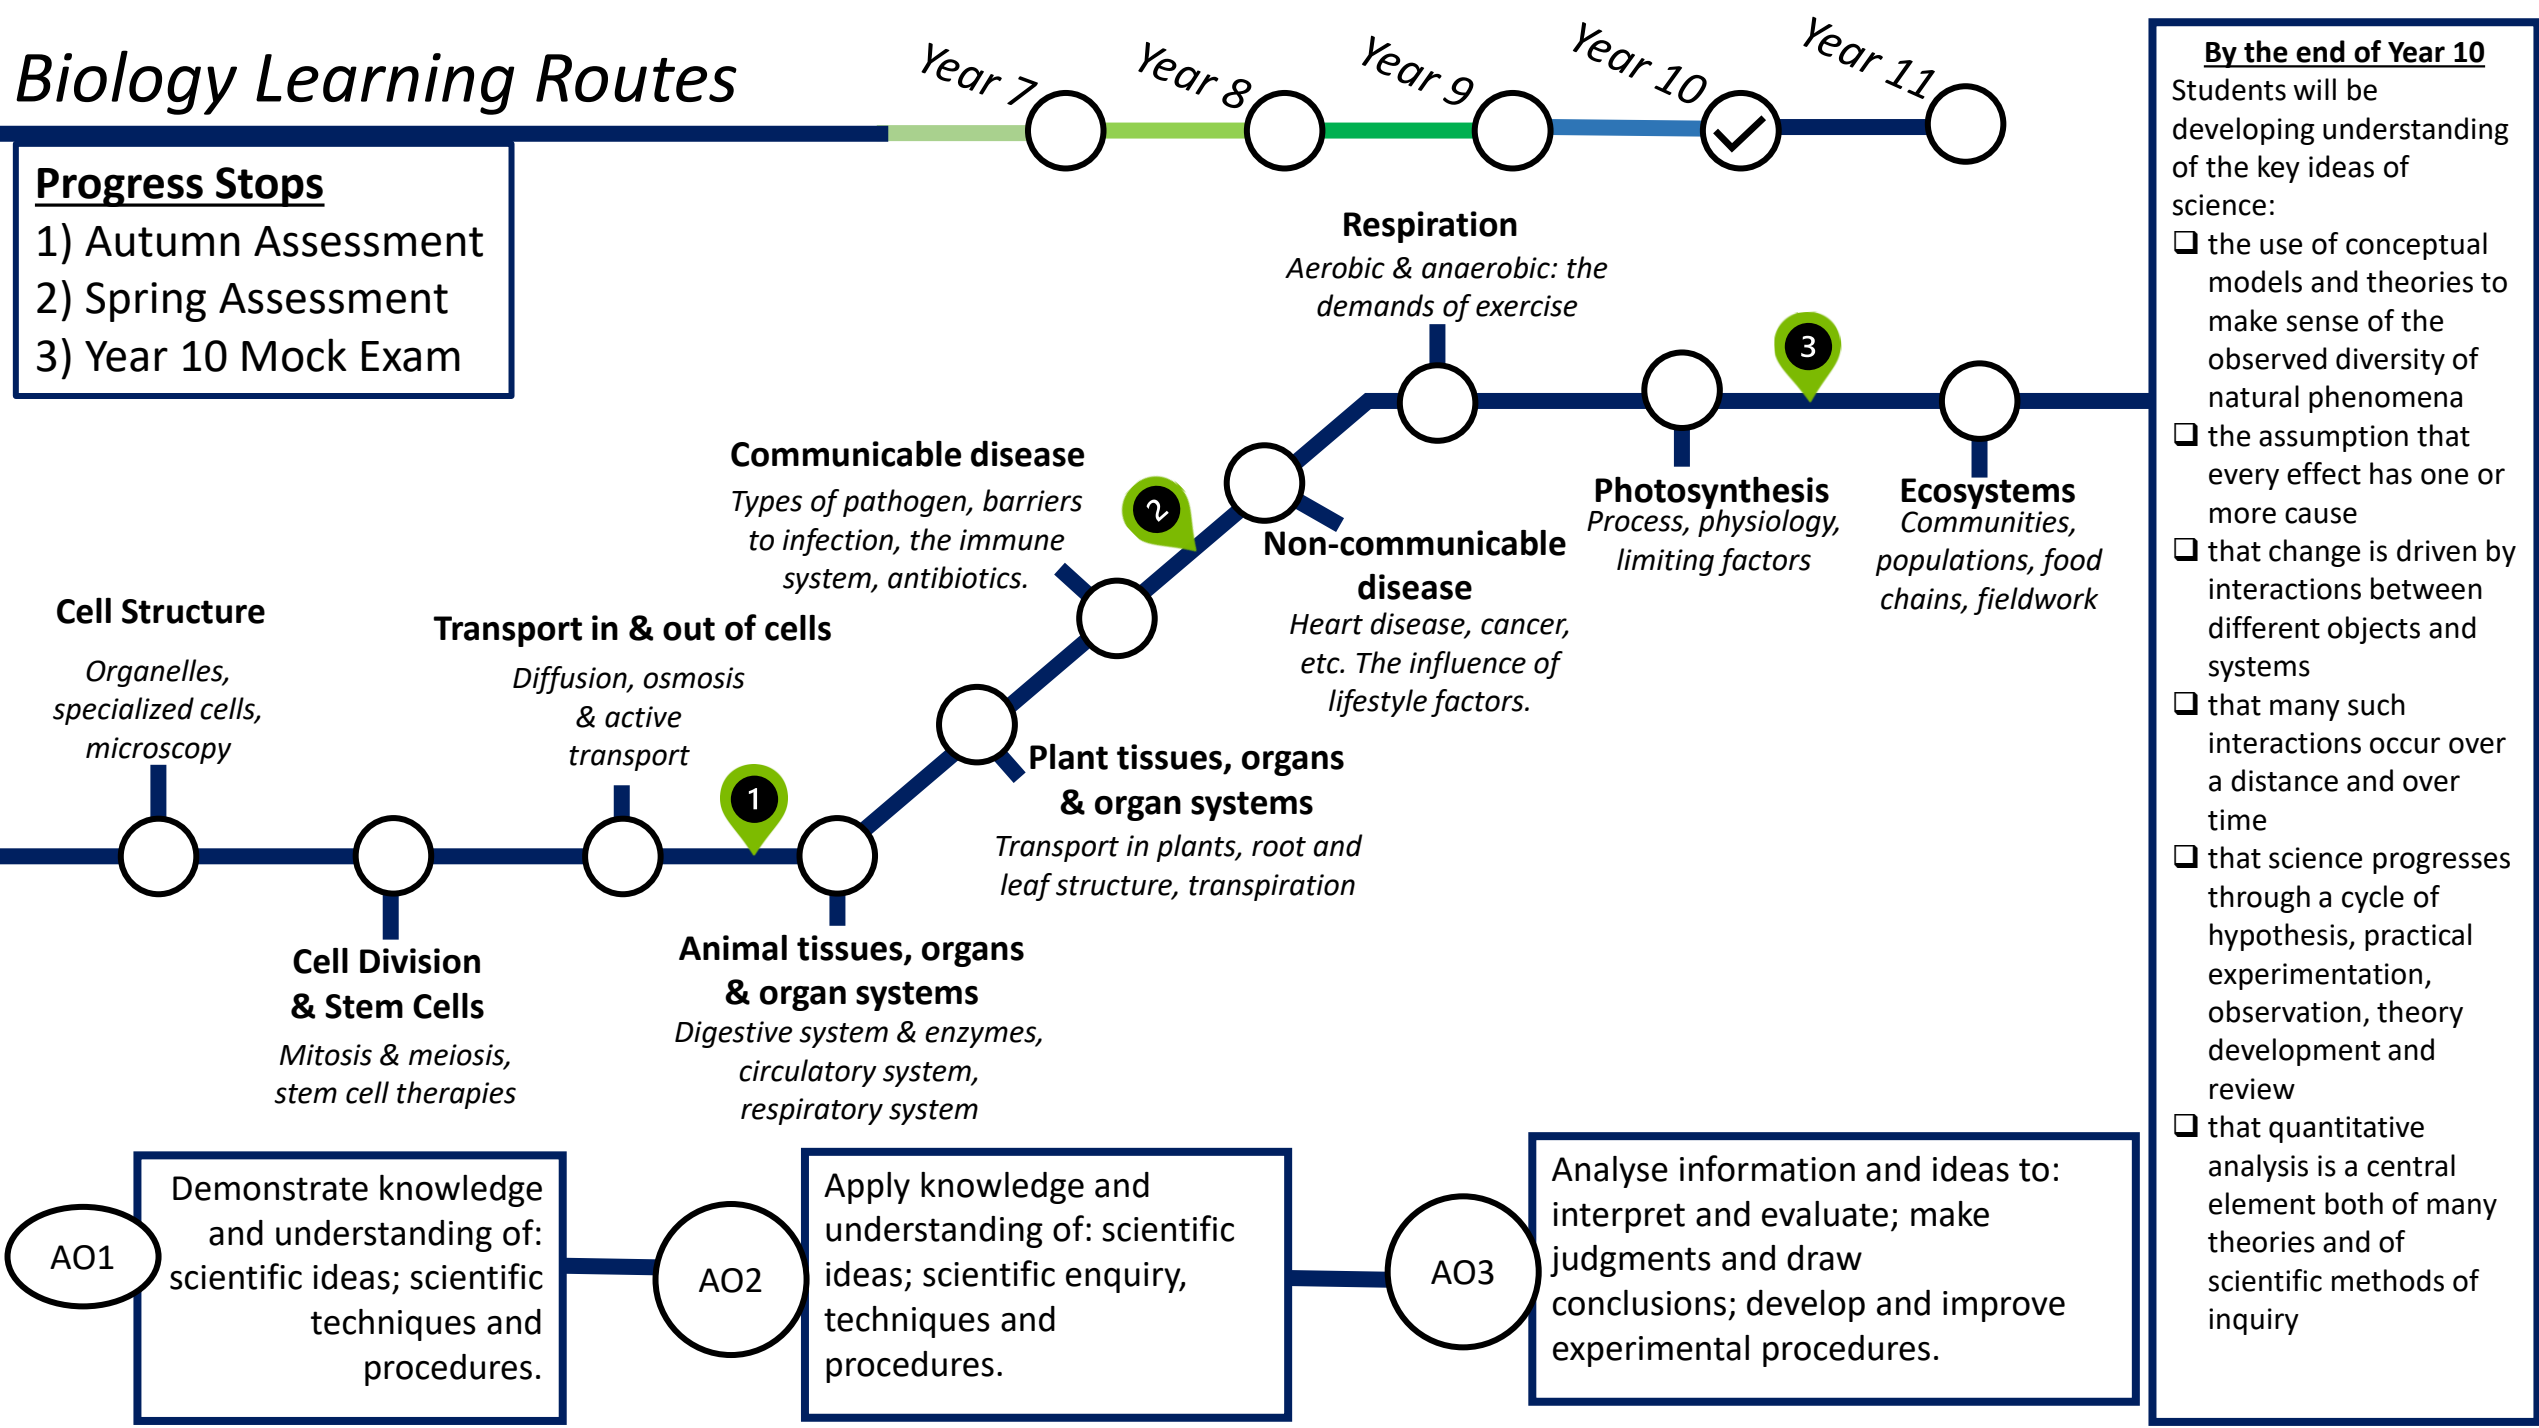 Biology Learning Routes
Year 7
Year 8
Year 9
Year 10
Year 11
Progress Stops
1) Autumn Assessment
2) Spring Assessment
3) Year 10 Mock Exam
Cell Structure
Organelles,
specialized cells,
microscopy
Cell Division
& Stem Cells
Mitosis & meiosis,
stem cell therapies
Transport in & out of cells
Diffusion, osmosis
& active
transport
1
Animal tissues, organs
& organ systems
Digestive system & enzymes,
circulatory system,
respiratory system
Plant tissues, organs
& organ systems
Transport in plants, root and
leaf structure, transpiration
Communicable disease
Types of pathogen, barriers
to infection, the immune
system, antibiotics.
2
Non-communicable
disease
Heart disease, cancer,
etc. The influence of
lifestyle factors.
Respiration
Aerobic & anaerobic: the
demands of exercise
Photosynthesis
Process, physiology,
limiting factors
3
Ecosystems
Communities,
populations, food
chains, fieldwork
AO1
Demonstrate knowledge
and understanding of:
scientific ideas; scientific
techniques and
procedures.
AO2
Apply knowledge and
understanding of: scientific
ideas; scientific enquiry,
techniques and
procedures.
AO3
Analyse information and ideas to:
interpret and evaluate; make
judgments and draw
conclusions; develop and improve
experimental procedures.
By the end of Year 10
Students will be
developing understanding
of the key ideas of
science:
❑ the use of conceptual
models and theories to
make sense of the
observed diversity of
natural phenomena
❑ the assumption that
every effect has one or
more cause
❑ that change is driven by
interactions between
different objects and
systems
❑ that many such
interactions occur over
a distance and over
time
❑ that science progresses
through a cycle of
hypothesis, practical
experimentation,
observation, theory
development and
review
❑ that quantitative
analysis is a central
element both of many
theories and of
scientific methods of
inquiry